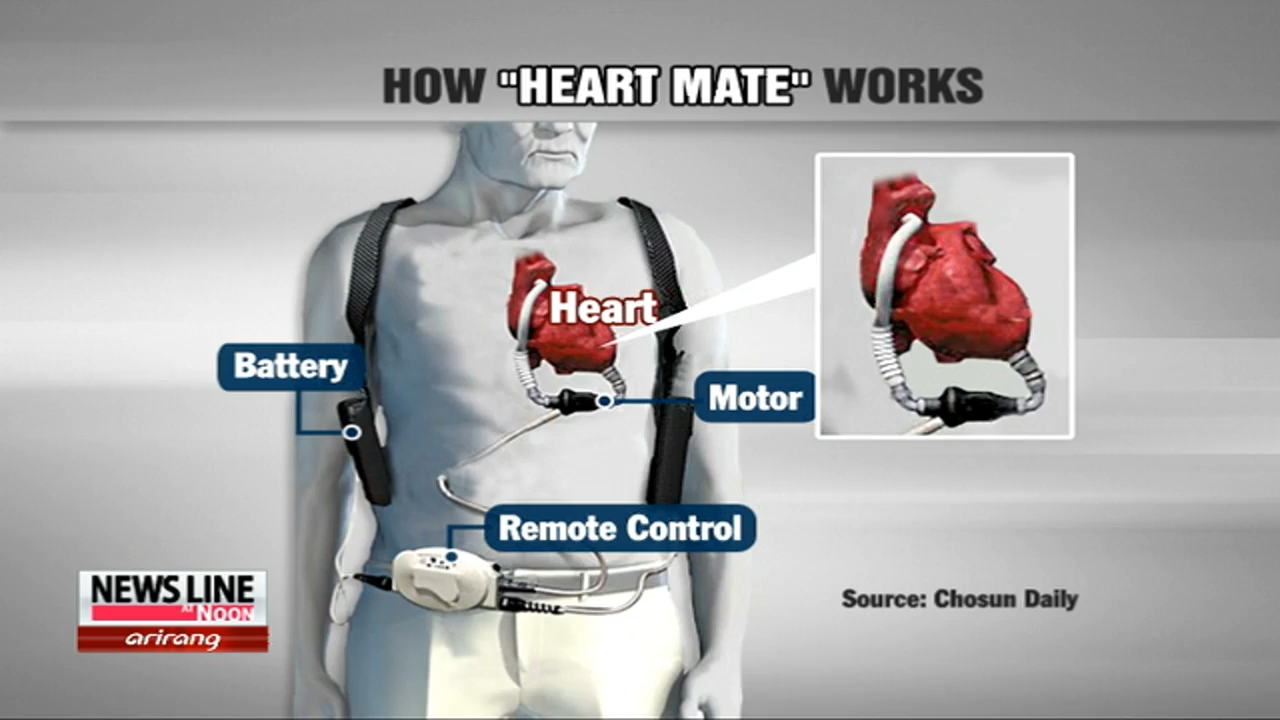 HOW "HEART MATE" WORKS
Heart
Battery
Motor
Remote Control
NEWS LINE
AT NOON
arirang
Source: Chosun Daily